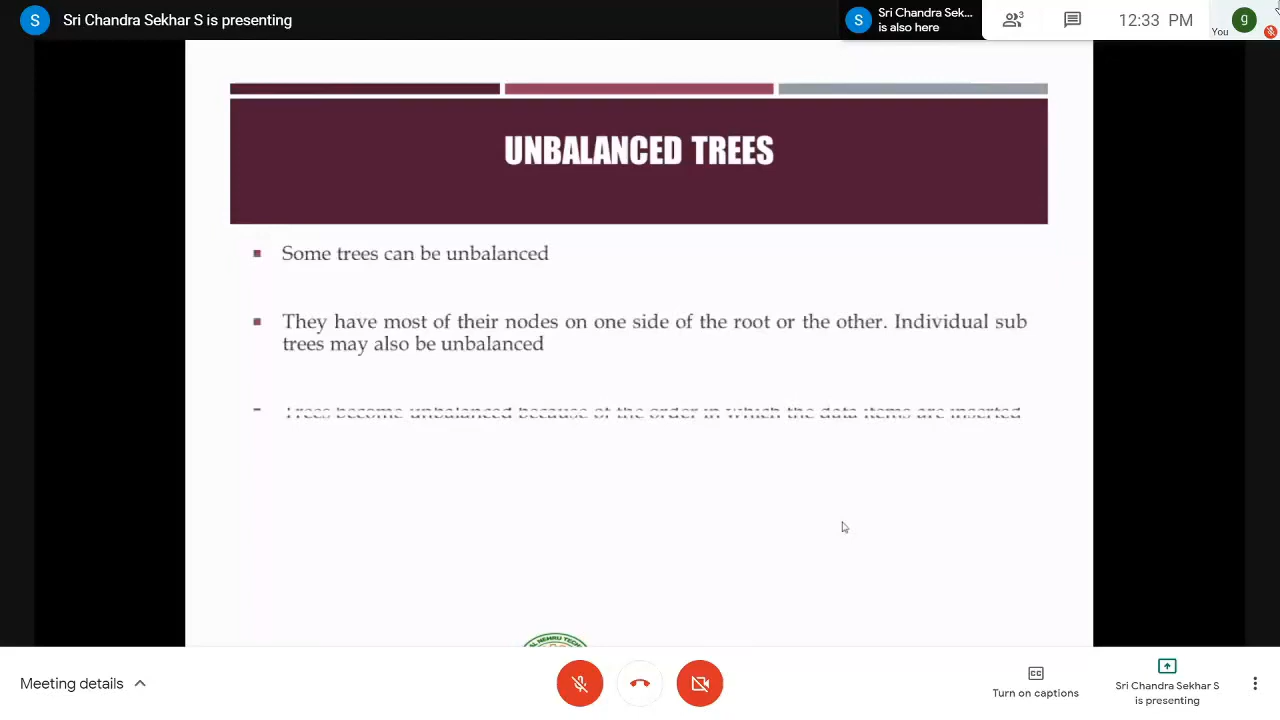 S Sri Chandra Sekhar S is presenting
S Sri Chandra Sek...
is also here
3
12:33 PM
You
g
UNBALANCED TREES
Some trees can be unbalanced
They have most of their nodes on one side of the root or the other. Individual sub
trees may also be unbalanced
Trees become unbalanced because of the order in which the data items are inserted
Meeting details
CC
Turn on captions
Sri Chandra Sekhar S
is presenting